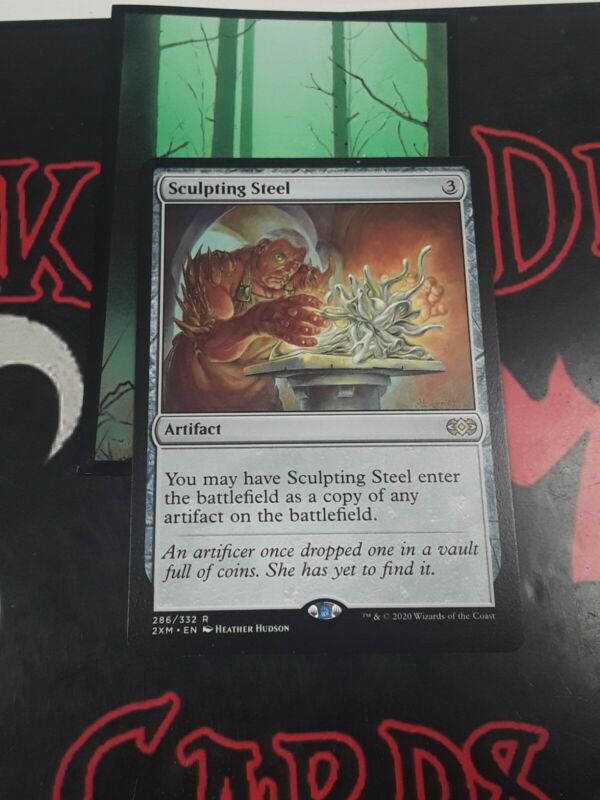 K D
Sculpting Steel 3
Artifact
You may have Sculpting Steel enter
the battlefield as a copy of any
artifact on the battlefield.
An artificer once dropped one in a vault
full of coins. She has yet to find it.
286/332 R
™ & © 2020 Wizards of the Coast
2XM • EN Heather Hudson
Cards